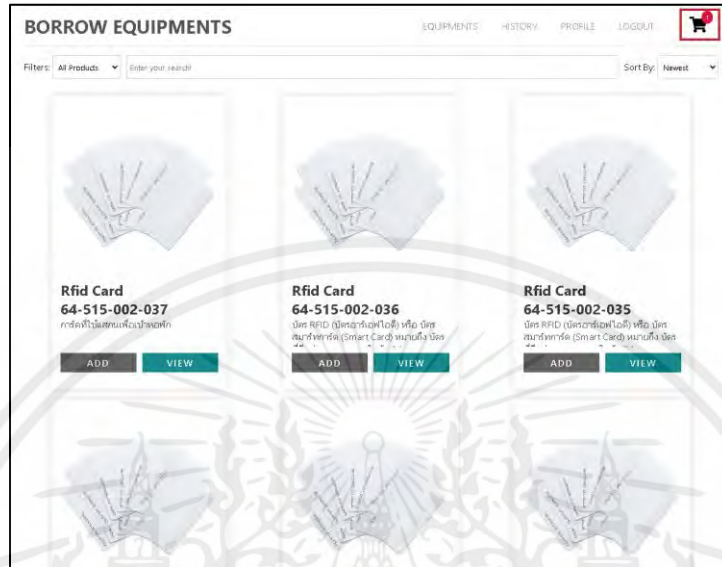 BORROW EQUIPMENTS
EQUIPMENTS HISTORY PROFILE LOGOUT
Filters: All Products Enter your search! Sort By: Newest
Rfid Card
64-515-002-037
การ์ดที่ใช้แสกนเพื่อเข้าหอพัก
ADD VIEW
Rfid Card
64-515-002-036
บัตร RFID (บัตรอาร์เอฟไอดี) หรือ บัตร
สมาร์ทการ์ด (Smart Card) หมายถึง บัตร
ADD VIEW
Rfid Card
64-515-002-035
บัตร RFID (บัตรอาร์เอฟไอดี) หรือ บัตร
สมาร์ทการ์ด (Smart Card) หมายถึง บัตร
ADD VIEW